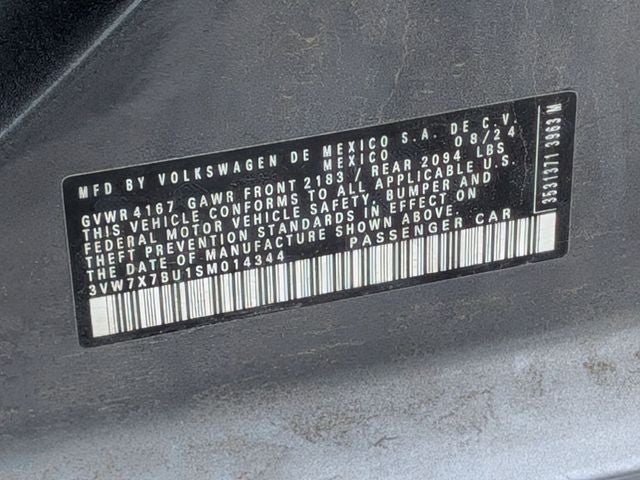 MFD BY VOLKSWAGEN DE MEXICO S.A. DE C.V.
MEXICO 08/24
GVWR4167 GAWR FRONT 2183 / REAR 2094 LBS
THIS VEHICLE CONFORMS TO ALL APPLICABLE U.S.
FEDERAL MOTOR VEHICLE SAFETY, BUMPER AND
THEFT PREVENTION STANDARDS IN EFFECT ON
THE DATE OF MANUFACTURE SHOWN ABOVE.
3VW7X7BU1SM014344 PASSENGER CAR
3531371 3963 M